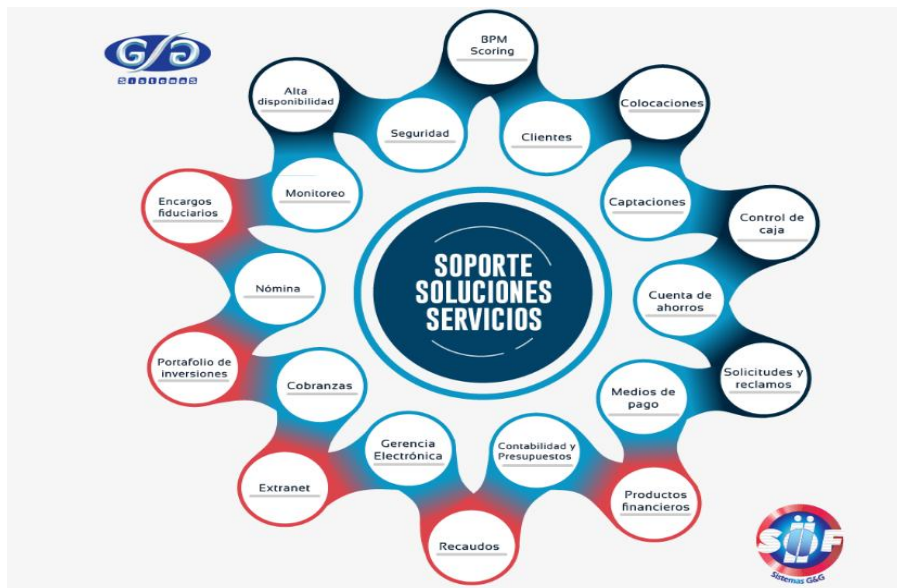 G&G
SistemaS
BPM
Scoring
Alta
disponibilidad
Seguridad
Clientes
Colocaciones
Encargos
fiduciarios
Monitoreo
Captaciones
Control de
caja
SOPORTE
SOLUCIONES
SERVICIOS
Nómina
Cuenta de
ahorros
Portafolio de
inversiones
Cobranzas
Medios de
pago
Solicitudes y
reclamos
Gerencia
Electrónica
Contabilidad y
Presupuestos
Extranet
Recaudos
Productos
financieros
SiiF
Sistemas G&G